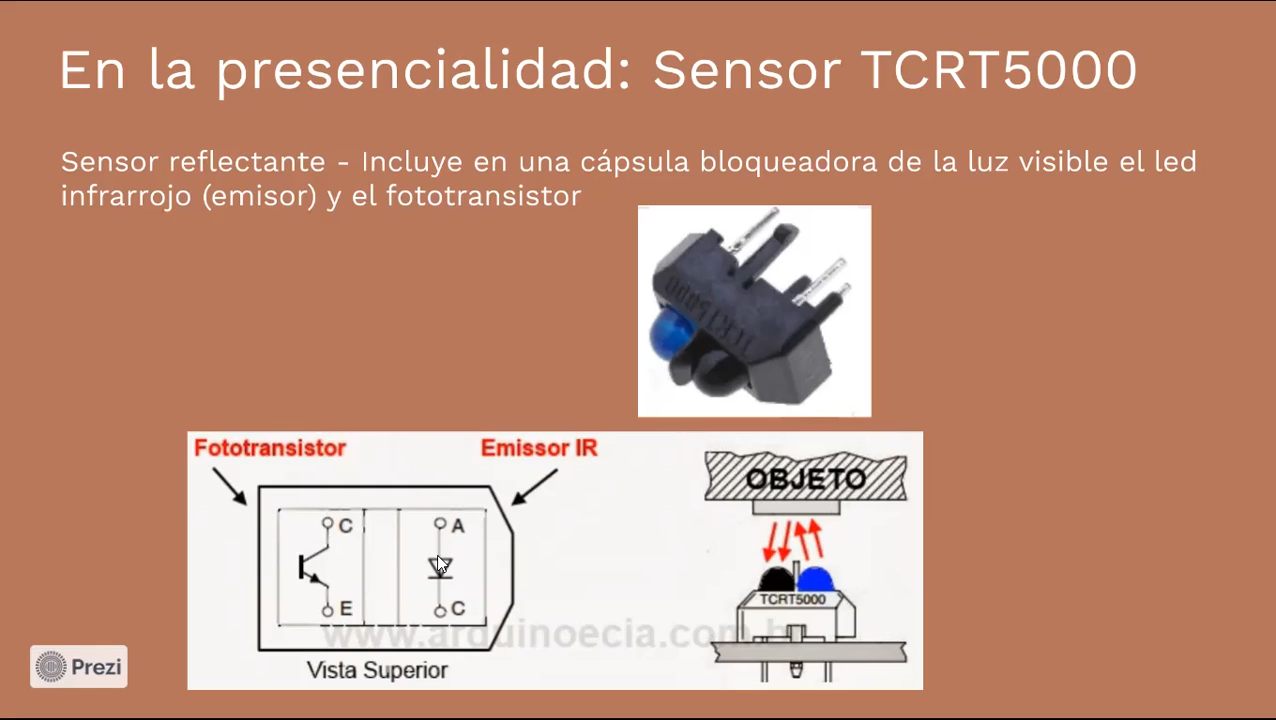 En la presencialidad: Sensor TCRT5000
Sensor reflectante - Incluye en una cápsula bloqueadora de la luz visible el led
infrarrojo (emisor) y el fototransistor
TCRT5000
Fototransistor
Emissor IR
OBJETO
C
A
E
C
TCRT5000
www.arduinoecia.com.b
Vista Superior
Prezi